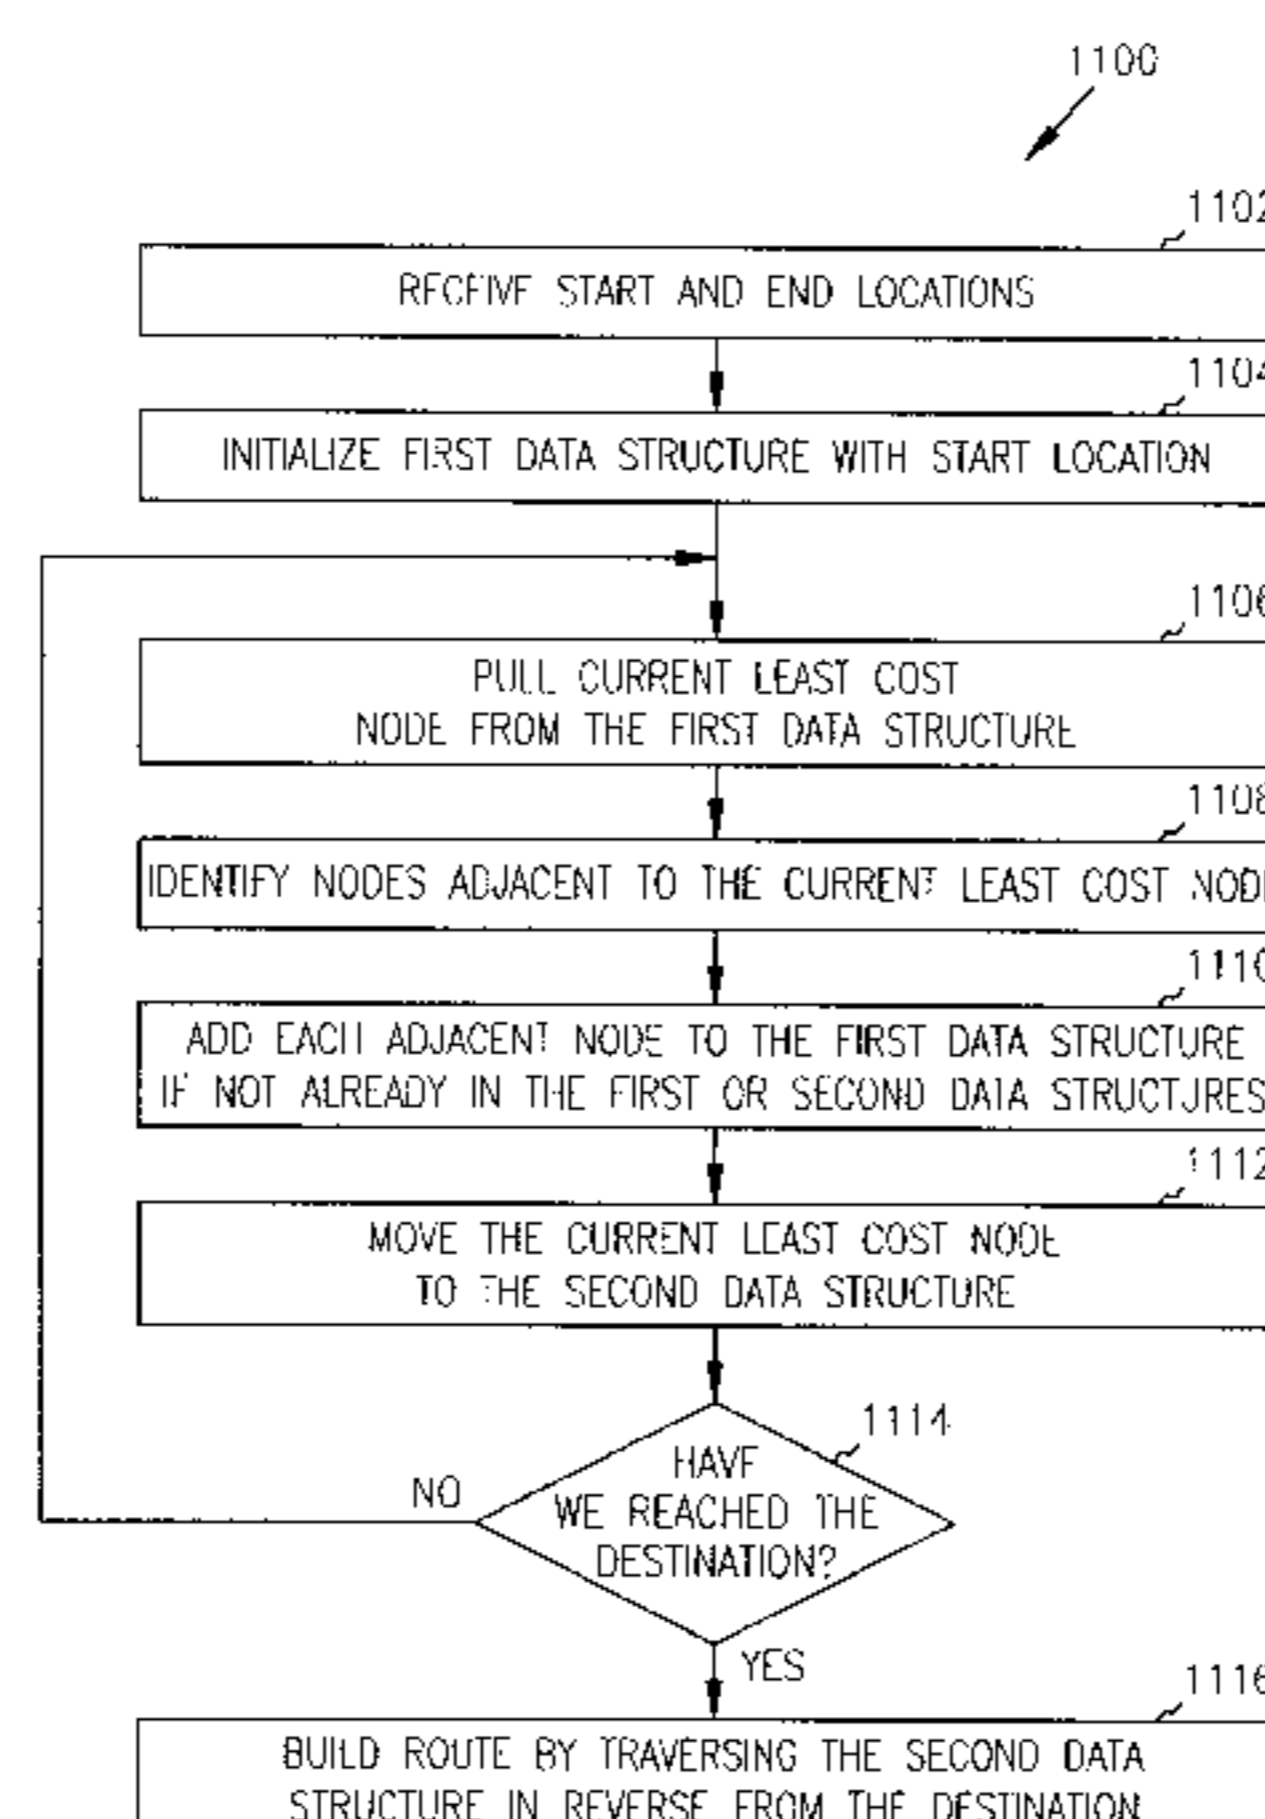 1100
1102
RECEIVE START AND END LOCATIONS
1104
INITIALIZE FIRST DATA STRUCTURE WITH START LOCATION
1106
PULL CURRENT LEAST COST
NODE FROM THE FIRST DATA STRUCTURE
1108
IDENTIFY NODES ADJACENT TO THE CURRENT LEAST COST NODE
1110
ADD EACH ADJACENT NODE TO THE FIRST DATA STRUCTURE
IF NOT ALREADY IN THE FIRST OR SECOND DATA STRUCTURES
1112
MOVE THE CURRENT LEAST COST NODE
TO THE SECOND DATA STRUCTURE
1114
HAVE
WE REACHED THE
DESTINATION?
NO
YES
1116
BUILD ROUTE BY TRAVERSING THE SECOND DATA
STRUCTURE IN REVERSE FROM THE DESTINATION